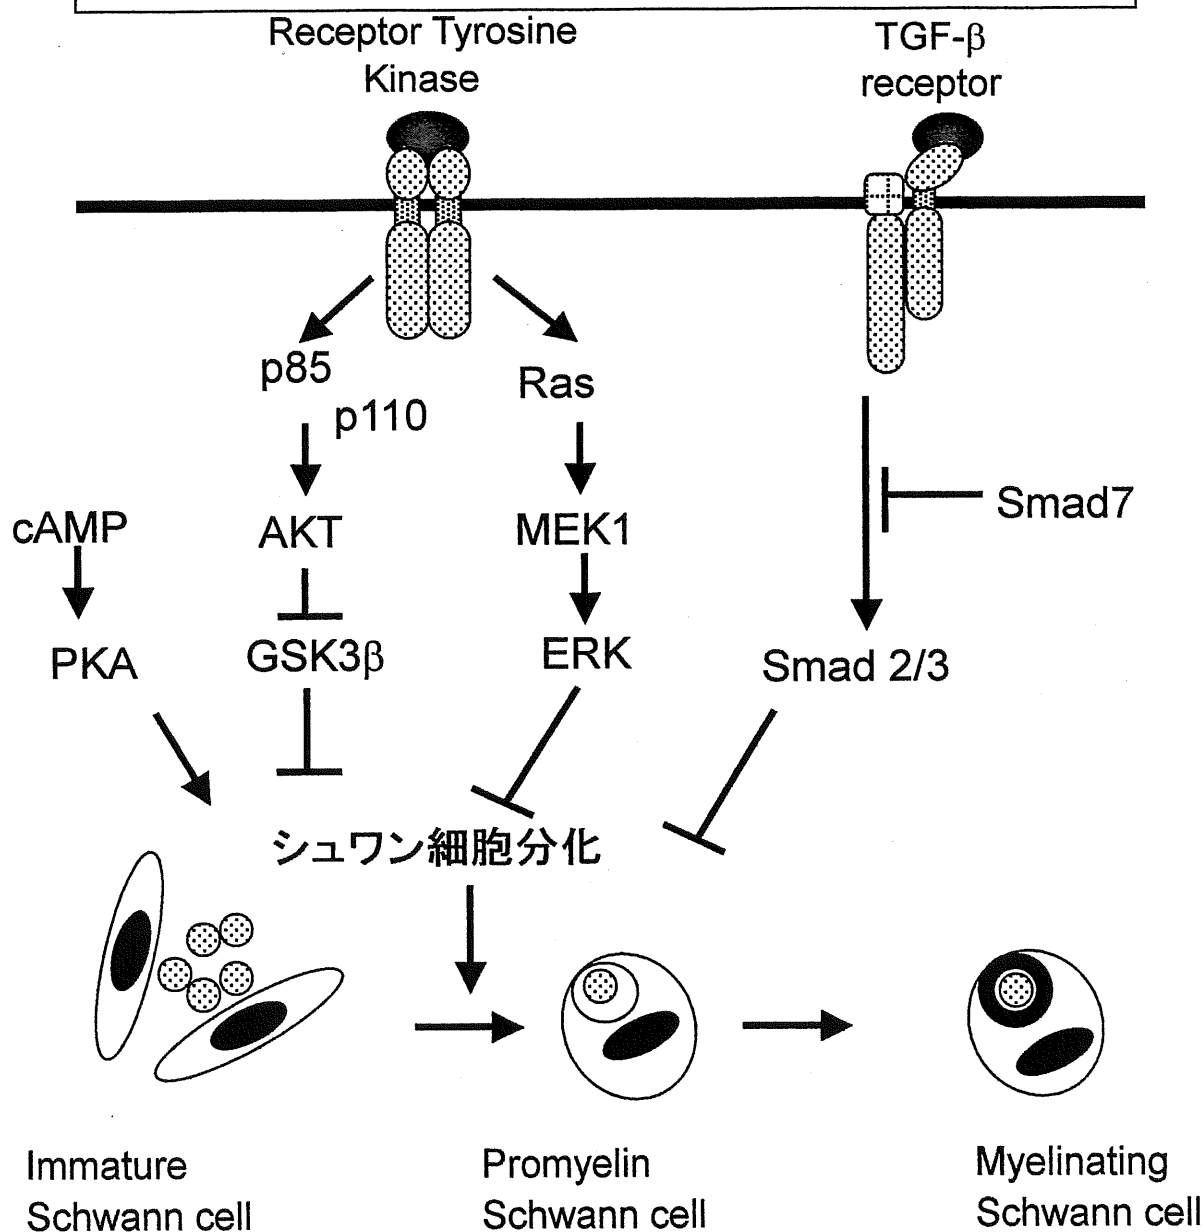 Receptor Tyrosine
Kinase
TGF-β
receptor
p85
p110
Ras
cAMP
AKT
MEK1
Smad7
PKA
GSK3β
ERK
Smad 2/3
シュワン細胞分化
Immature
Schwann cell
Promyelin
Schwann cell
Myelinating
Schwann cell